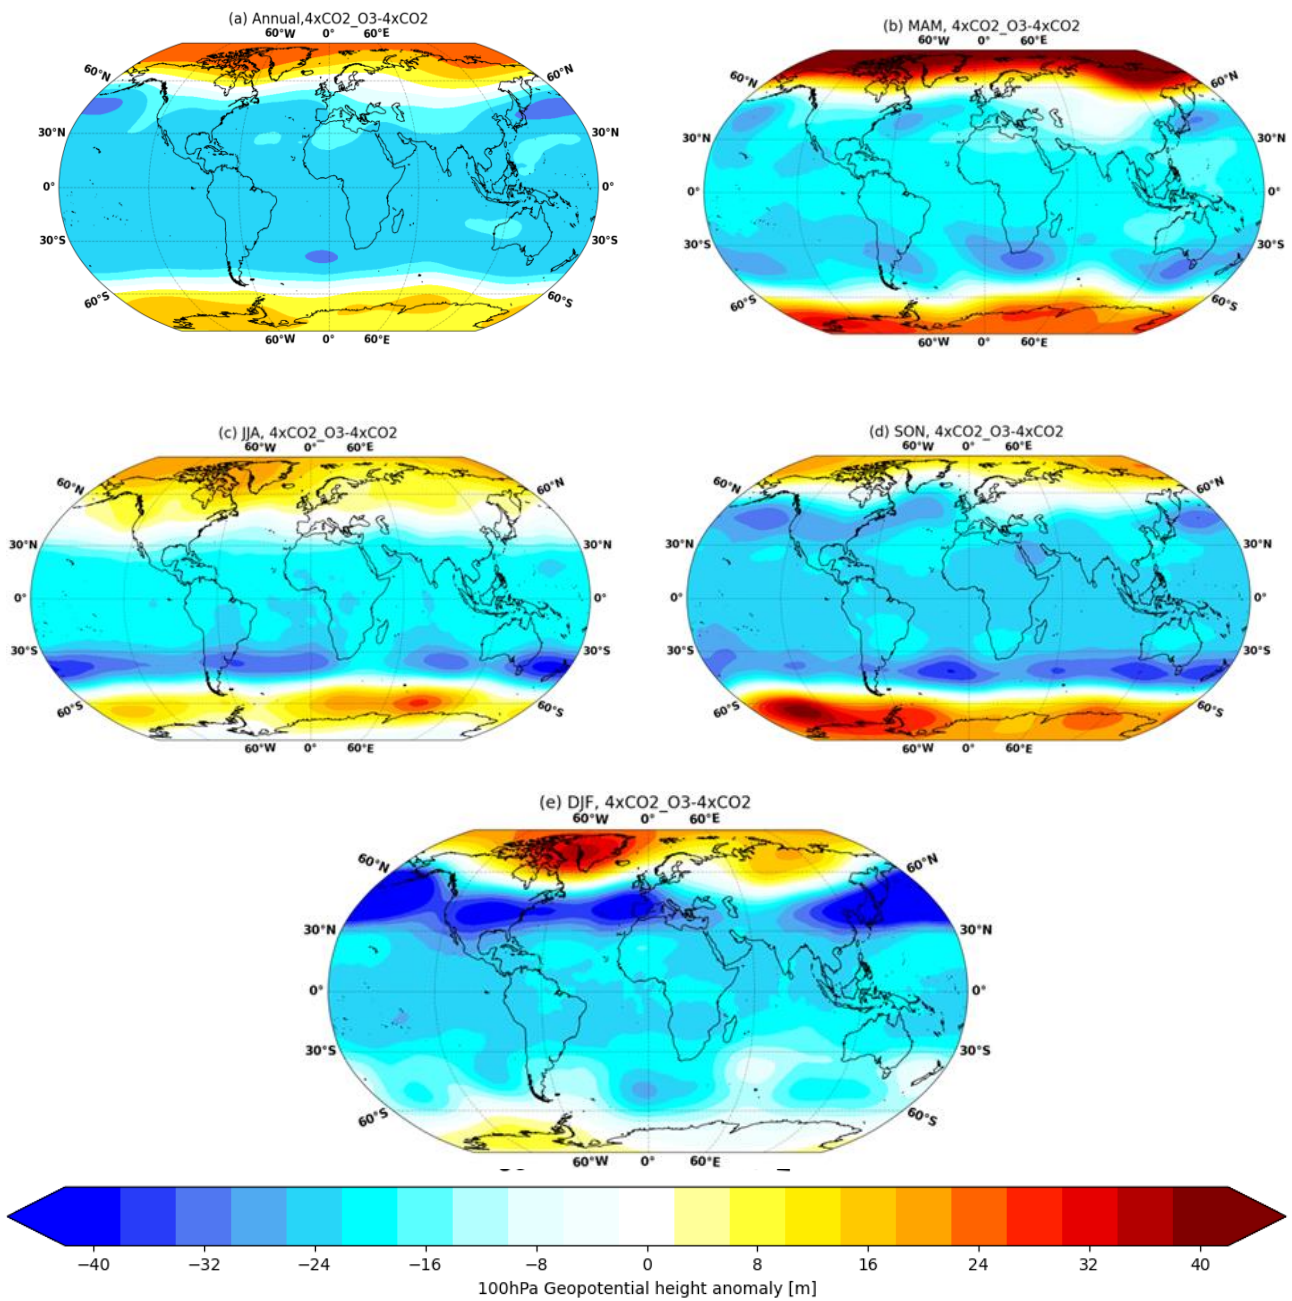 (a) Annual,4xCO2_O3-4xCO2
60°W 0° 60°E
60°N 60°N
30°N 30°N
0° 0°
30°S 30°S
60°S 60°S
60°W 0° 60°E
(b) MAM, 4xCO2_O3-4xCO2
60°W 0° 60°E
60°N 60°N
30°N 30°N
0° 0°
30°S 30°S
60°S 60°S
60°W 0° 60°E
(c) JJA, 4xCO2_O3-4xCO2
60°W 0° 60°E
60°N 60°N
30°N 30°N
0° 0°
30°S 30°S
60°S 60°S
60°W 0° 60°E
(d) SON, 4xCO2_O3-4xCO2
60°W 0° 60°E
60°N 60°N
30°N 30°N
0° 0°
30°S 30°S
60°S 60°S
60°W 0° 60°E
(e) DJF, 4xCO2_O3-4xCO2
60°W 0° 60°E
60°N 60°N
30°N 30°N
0° 0°
30°S 30°S
60°S 60°S
60°W 0° 60°E
−40 −32 −24 −16 −8 0 8 16 24 32 40
100hPa Geopotential height anomaly [m]